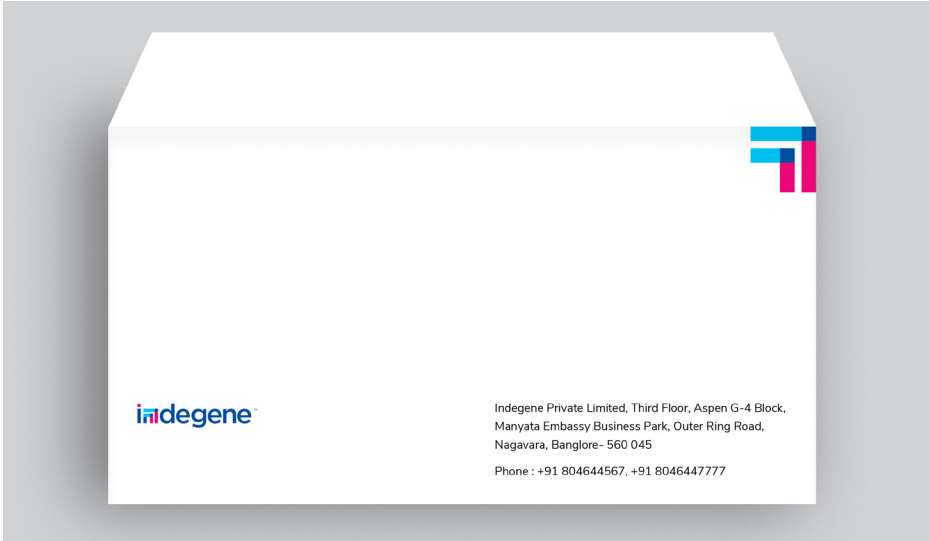 indegene™
Indegene Private Limited, Third Floor, Aspen G-4 Block,
Manyata Embassy Business Park, Outer Ring Road,
Nagavara, Banglore- 560 045
Phone : +91 804644567, +91 8046447777